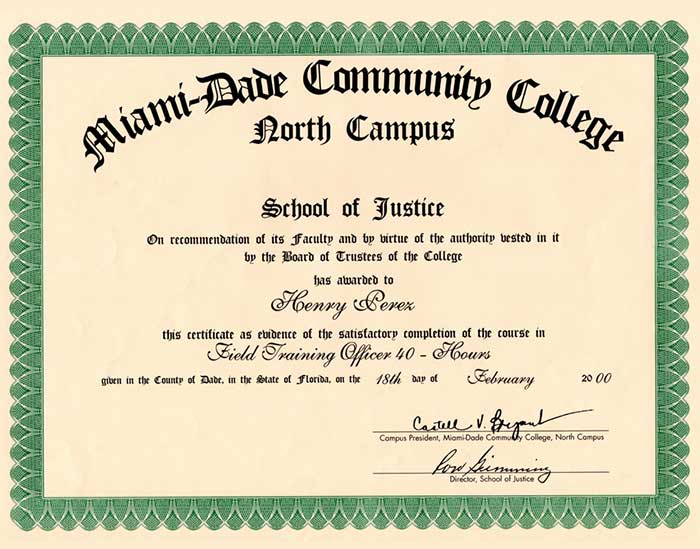 Miami-Dade Community College
North Campus
School of Justice
On recommendation of its Faculty and by virtue of the authority vested in it
by the Board of Trustees of the College
has awarded to
Henry Perez
this certificate as evidence of the satisfactory completion of the course in
Field Training Officer 40 - Hours
given in the County of Dade, in the State of Florida, on the 18th day of February 2000
Castell V. Bryant
Campus President, Miami-Dade Community College, North Campus
Director, School of Justice